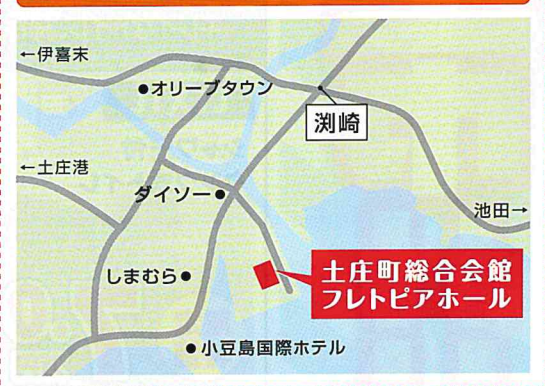 ←伊喜末
●オリーブタウン
渕崎
←土庄港
ダイソー●
池田→
しまむら●
土庄町総合会館
フレトピアホール
●小豆島国際ホテル